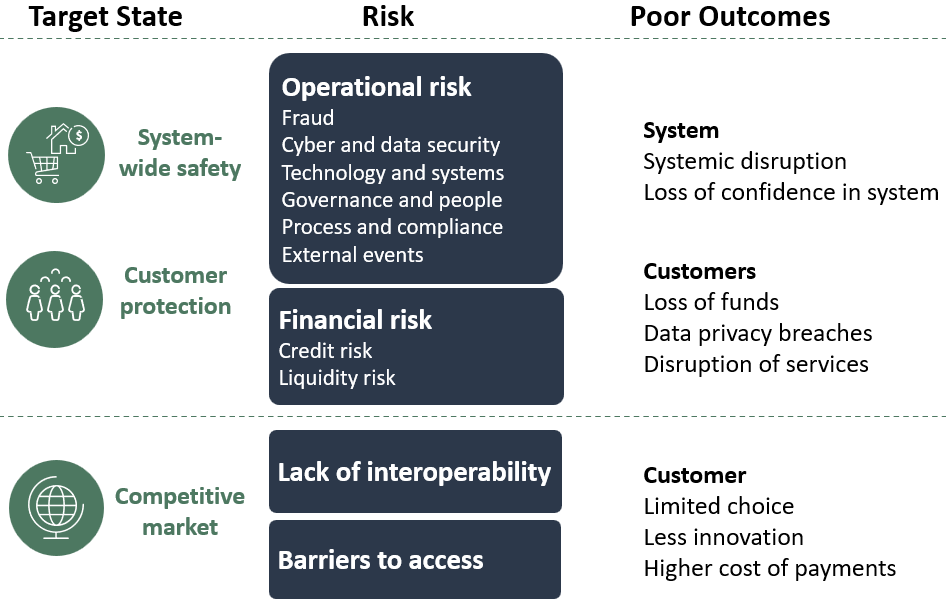 Target State
Risk
Poor Outcomes
System-
wide safety
$
Operational risk
Fraud
Cyber and data security
Technology and systems
Governance and people
Process and compliance
External events
System
Systemic disruption
Loss of confidence in system
Customer
protection
Financial risk
Credit risk
Liquidity risk
Customers
Loss of funds
Data privacy breaches
Disruption of services
Competitive
market
Lack of interoperability
Barriers to access
Customer
Limited choice
Less innovation
Higher cost of payments